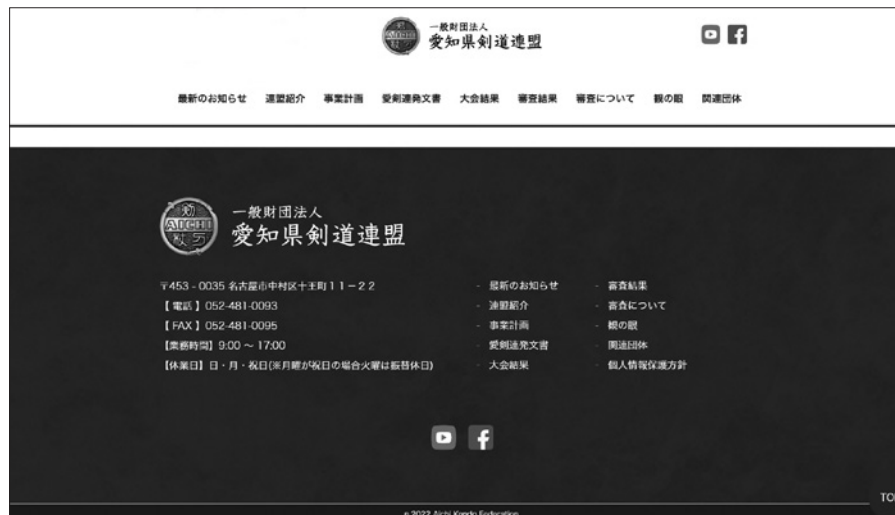 一般財団法人
愛知県剣道連盟
最新のお知らせ 連盟紹介 事業計画 愛剣連発文書 大会結果 審査結果 審査について 観の眼 関連団体
AICHI
一般財団法人
愛知県剣道連盟
〒453-0035 名古屋市中村区十王町11-22
【電話】052-481-0093
【FAX】052-481-0095
【業務時間】9:00 ~ 17:00
【休業日】日・月・祝日(※月曜が祝日の場合火曜は振替休日)
- 最新のお知らせ
- 連盟紹介
- 事業計画
- 愛剣連発文書
- 大会結果
- 審査結果
- 審査について
- 観の眼
- 関連団体
- 個人情報保護方針
TO
© 2022 Aichi Kendo Federation